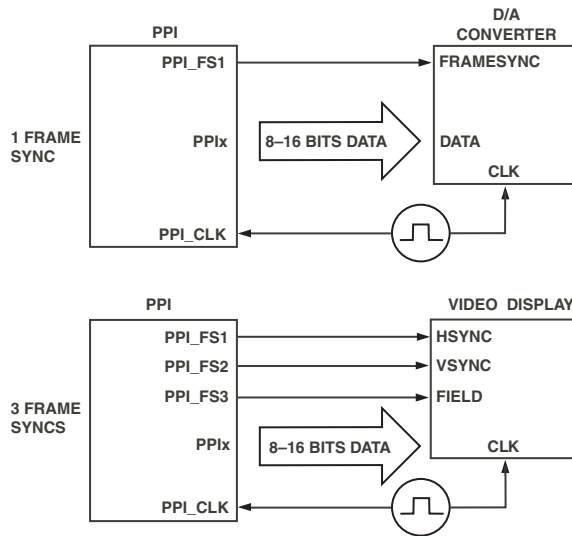 PPI
D/A
CONVERTER
PPI_FS1
FRAMESYNC
1 FRAME
SYNC
PPIx
8–16 BITS DATA
DATA
CLK
PPI_CLK
PPI
VIDEO DISPLAY
PPI_FS1
HSYNC
PPI_FS2
VSYNC
PPI_FS3
FIELD
3 FRAME
SYNCS
PPIx
8–16 BITS DATA
CLK
PPI_CLK